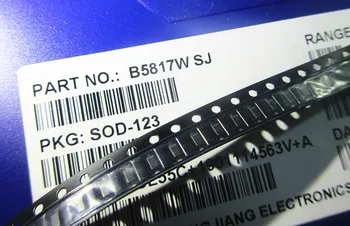 PART NO.: B5817W SJ
RANGE
PKG: SOD-123
DA
JIANG ELECTRONICS